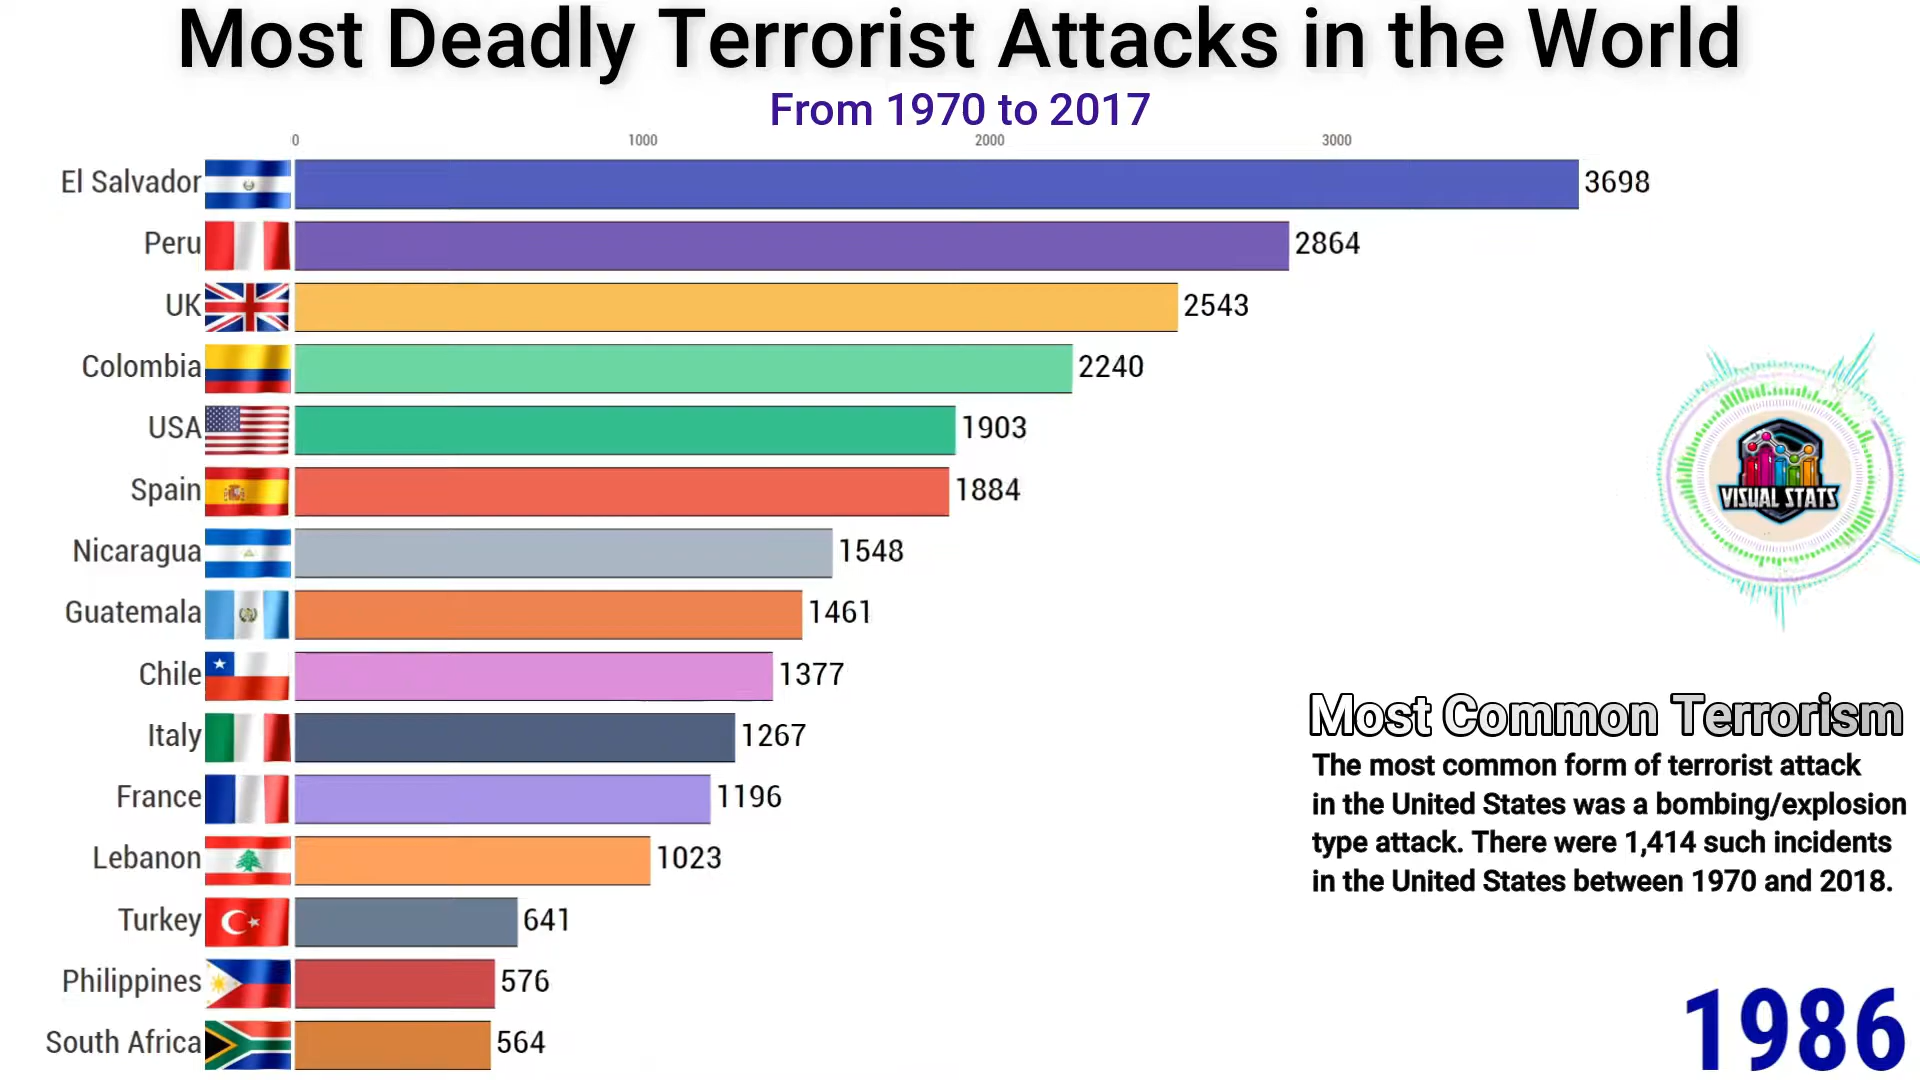 Most Deadly Terrorist Attacks in the World
From 1970 to 2017
0 1000 2000 3000
El Salvador 3698
Peru 2864
UK 2543
Colombia 2240
USA 1903
Spain 1884
Nicaragua 1548
Guatemala 1461
Chile 1377
Italy 1267
France 1196
Lebanon 1023
Turkey 641
Philippines 576
South Africa 564
VISUAL STATS
Most Common Terrorism
The most common form of terrorist attack
in the United States was a bombing/explosion
type attack. There were 1,414 such incidents
in the United States between 1970 and 2018.
1986